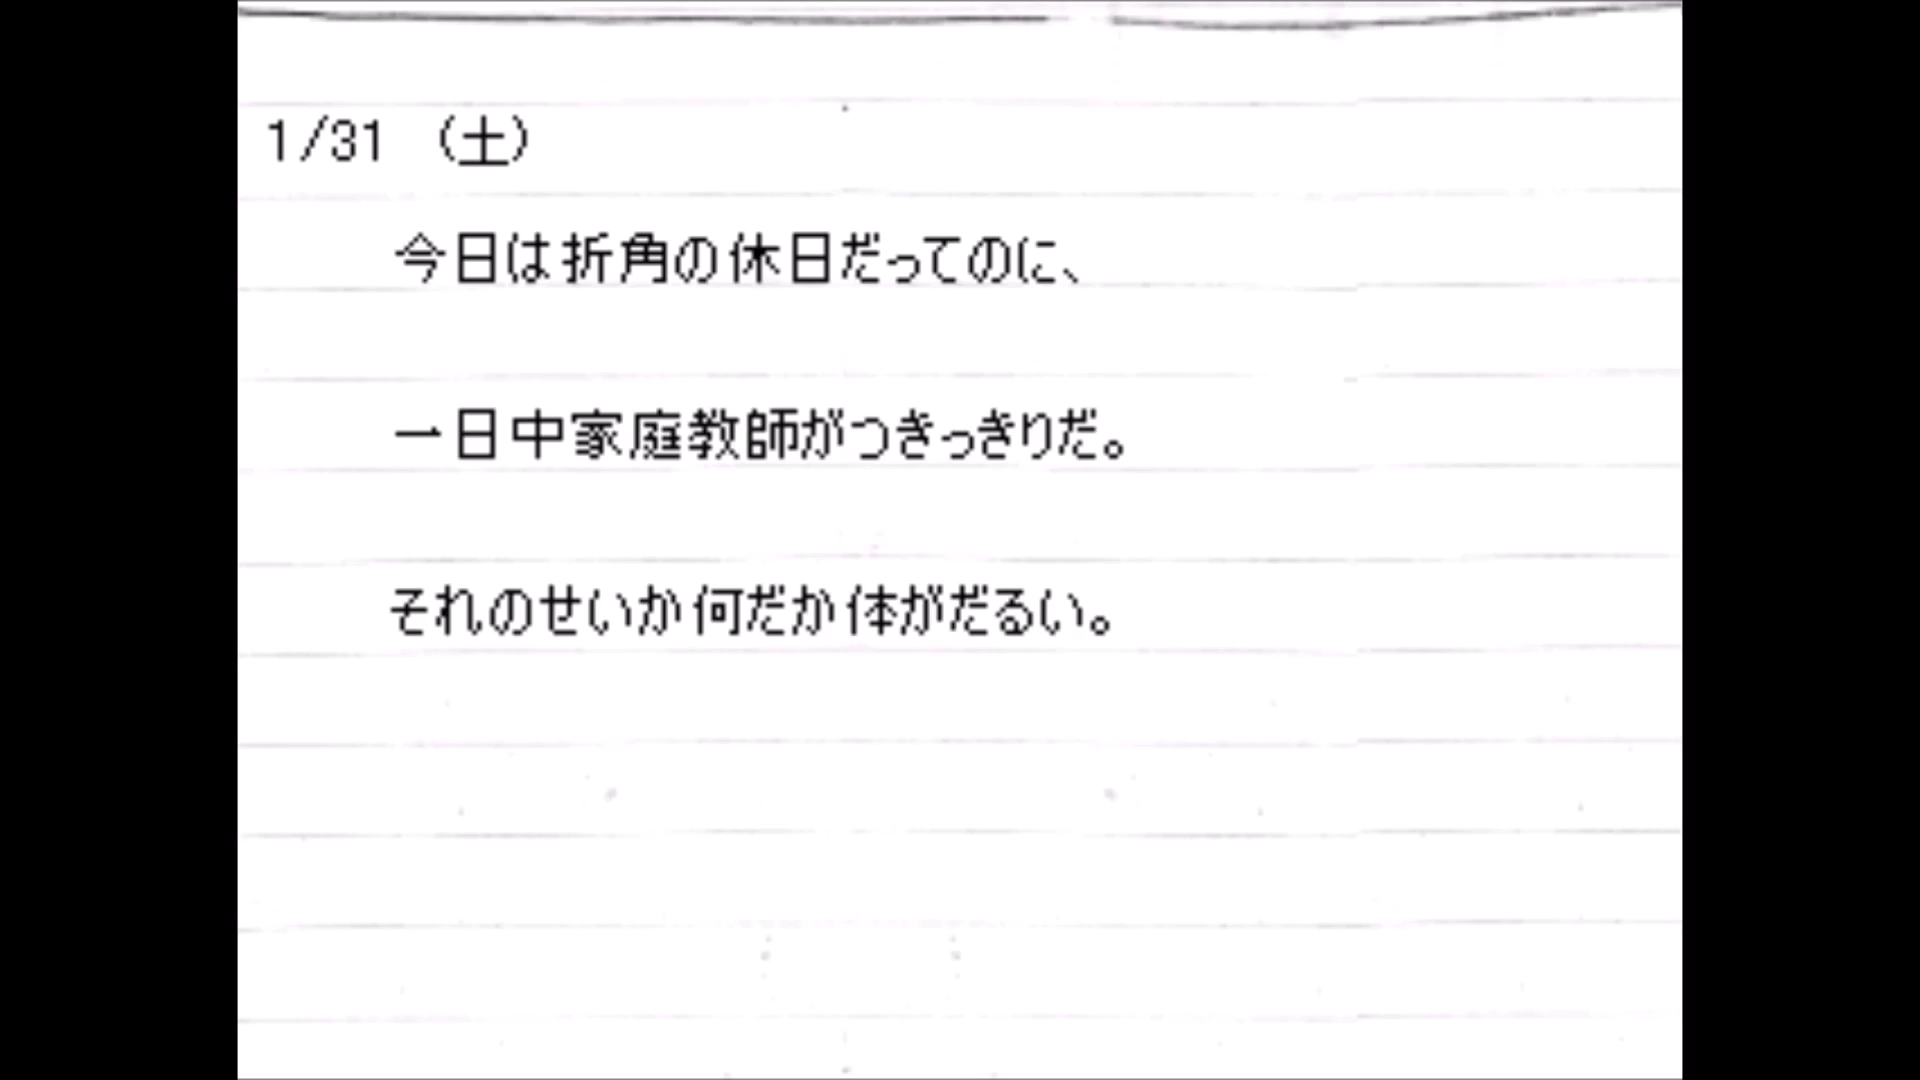 1/31　（土）
今日は折角の休日だってのに、
一日中家庭教師がつきっきりだ。
それのせいか何だか体がだるい。